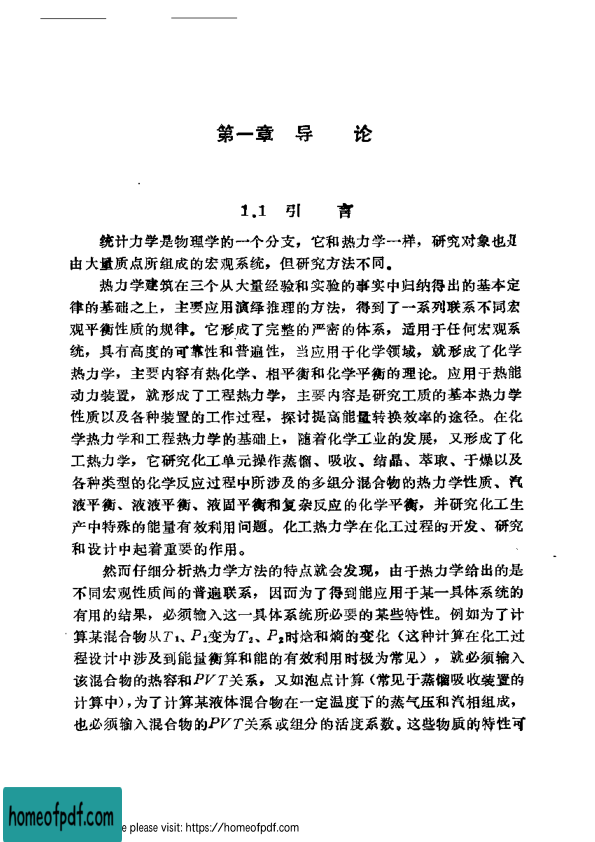 第一章 导 论
1.1 引 言
统计力学是物理学的一个分支，它和热力学一样，研究对象也是
由大量质点所组成的宏观系统，但研究方法不同。
热力学建筑在三个从大量经验和实验的事实中归纳得出的基本定
律的基础之上，主要应用演绎推理的方法，得到了一系列联系不同宏
观平衡性质的规律。它形成了完整的严密的体系，适用于任何宏观系
统，具有高度的可靠性和普遍性，当应用于化学领域，就形成了化学
热力学，主要内容有热化学、相平衡和化学平衡的理论。应用于热能
动力装置，就形成了工程热力学，主要内容是研究工质的基本热力学
性质以及各种装置的工作过程，探讨提高能量转换效率的途径。在化
学热力学和工程热力学的基础上，随着化学工业的发展，又形成了化
工热力学，它研究化工单元操作蒸馏、吸收、结晶、萃取、干燥以及
各种类型的化学反应过程中所涉及的多组分混合物的热力学性质、汽
液平衡、液液平衡、液固平衡和复杂反应的化学平衡，并研究化工生
产中特殊的能量有效利用问题。化工热力学在化工过程的开发、研究
和设计中起着重要的作用。
然而仔细分析热力学方法的特点就会发现，由于热力学给出的是
不同宏观性质间的普遍联系，因而为了得到能应用于某一具体系统的
有用的结果，必须输入这一具体系统所必要的某些特性。例如为了计
算某混合物从T₁、P₁变为T₂、P₂时焓和熵的变化（这种计算在化工过
程设计中涉及到能量衡算和能的有效利用时极为常见），就必须输入
该混合物的热容和PVT关系，又如泡点计算（常见于蒸馏吸收装置的
计算中），为了计算某液体混合物在一定温度下的蒸气压和汽相组成，
也必须输入混合物的PVT关系或组分的活度系数。这些物质的特性可
homeofpdf.com
e please visit: https://homeofpdf.com